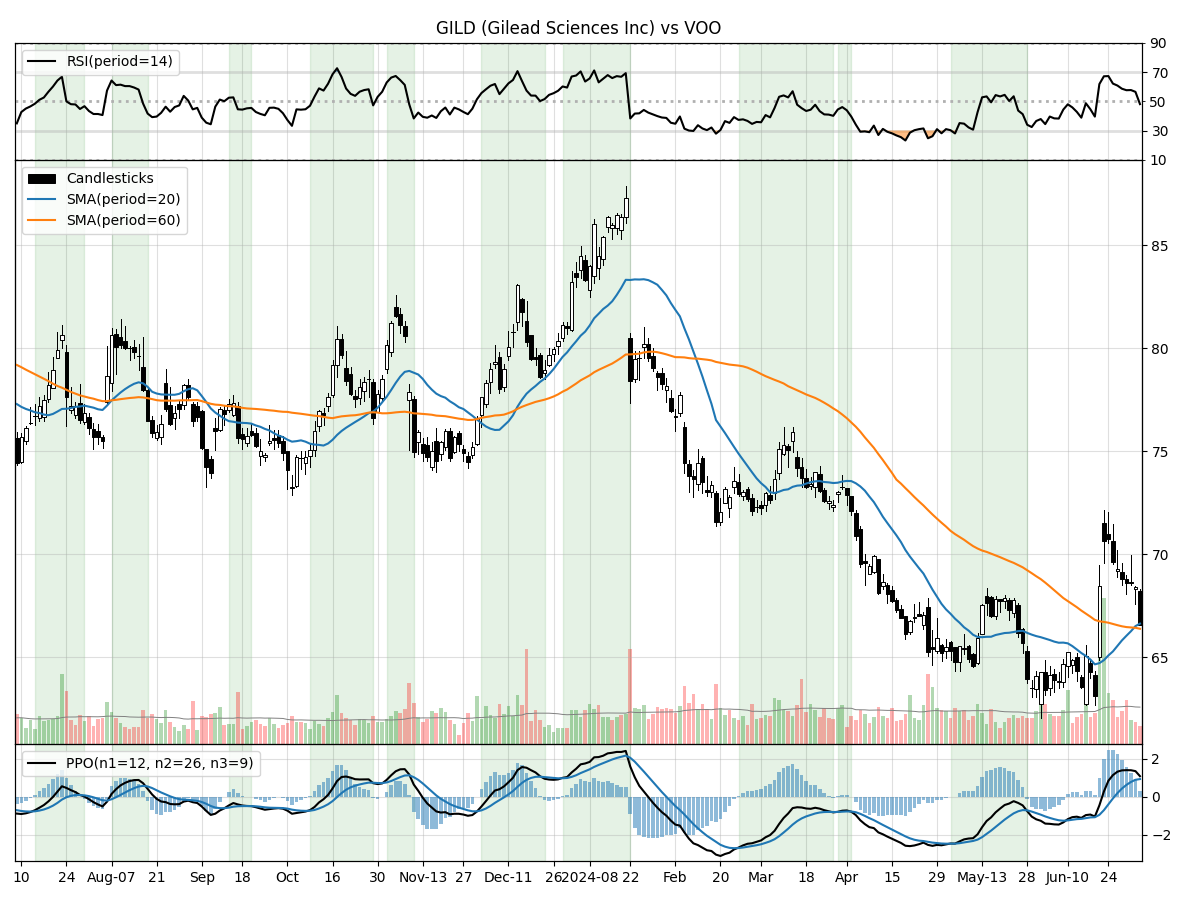 GILD (Gilead Sciences Inc) vs VOO
RSI(period=14)
90
70
50
30
10
Candlesticks
SMA(period=20)
SMA(period=60)
85
80
75
70
65
PPO(n1=12, n2=26, n3=9)
2
0
−2
10 24 Aug-07 21 Sep 18 Oct 16 30 Nov-13 27 Dec-11 26 2024-08 22 Feb 20 Mar 18 Apr 15 29 May-13 28 Jun-10 24